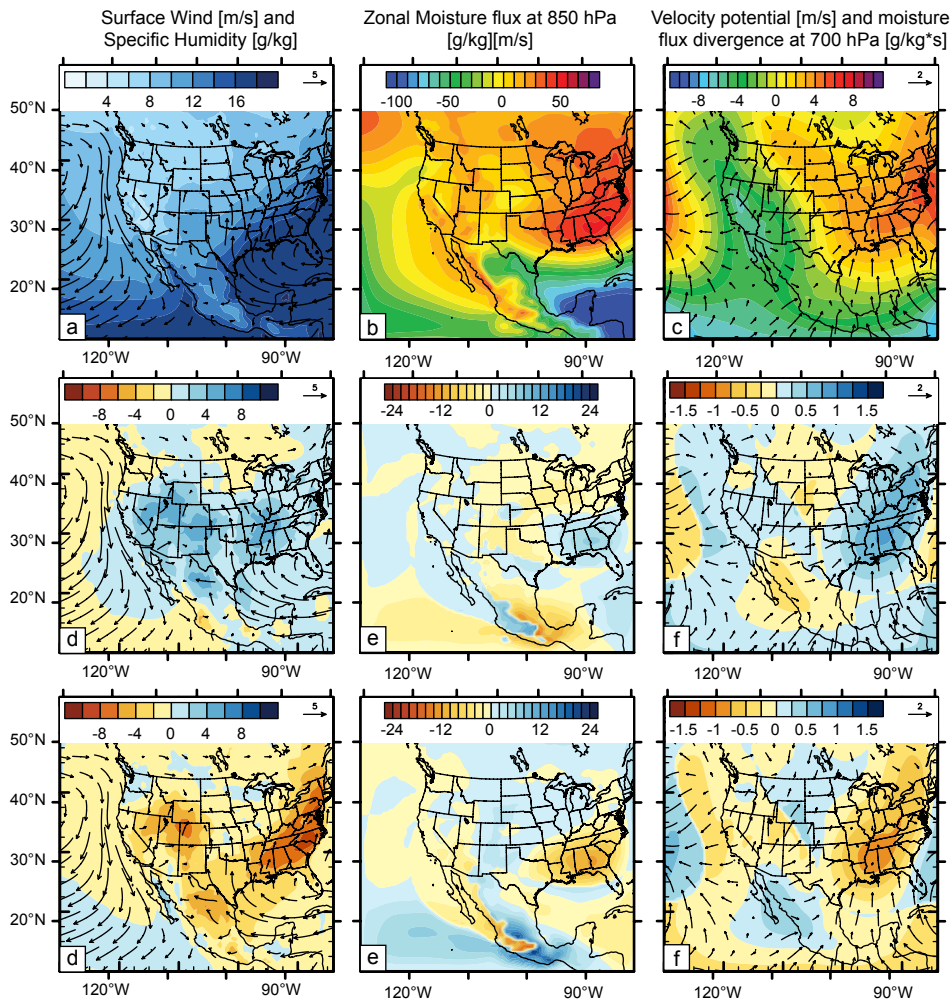 Surface Wind [m/s] and
Specific Humidity [g/kg]
Zonal Moisture flux at 850 hPa
[g/kg][m/s]
Velocity potential [m/s] and moisture
flux divergence at 700 hPa [g/kg*s]
4 8 12 16
5
-100 -50 0 50
-8 -4 0 4 8
2
50°N
40°N
30°N
20°N
a
b
c
120°W 90°W
120°W 90°W
120°W 90°W
-8 -4 0 4 8
5
-24 -12 0 12 24
-1.5 -1 -0.5 0 0.5 1 1.5
2
50°N
40°N
30°N
20°N
d
e
f
120°W 90°W
120°W 90°W
120°W 90°W
-8 -4 0 4 8
5
-24 -12 0 12 24
-1.5 -1 -0.5 0 0.5 1 1.5
2
50°N
40°N
30°N
20°N
d
e
f
120°W 90°W
120°W 90°W
120°W 90°W